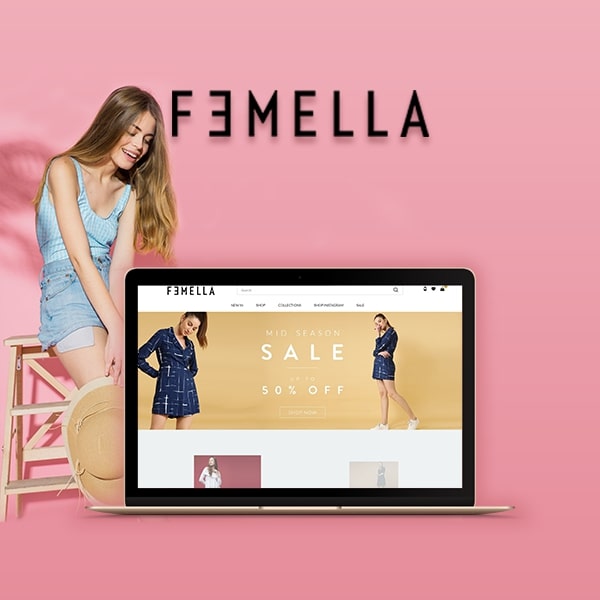 FƎMELLA
FƎMELLA
Search
NEW IN SHOP COLLECTIONS SHOP INSTAGRAM SALE
MID SEASON
SALE
UP TO
50% OFF
SHOP NOW